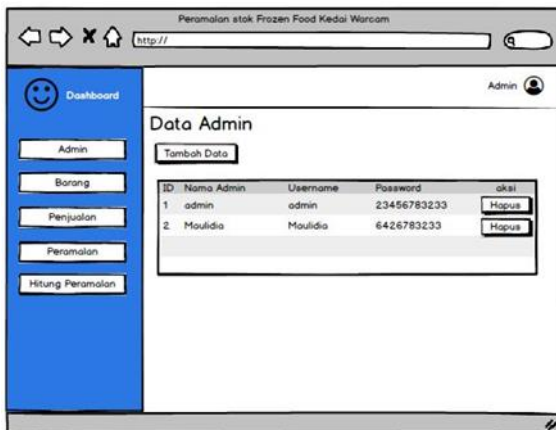 Peramalan stok Frozen Food Kedai Warcam
http://
Dashboard
Admin
Admin
Barang
Penjualan
Peramalan
Hitung Peramalan
Data Admin
Tambah Data
ID Nama Admin Username Password aksi
1 admin admin 23456783233 Hapus
2 Maulidia Maulidia 6426783233 Hapus